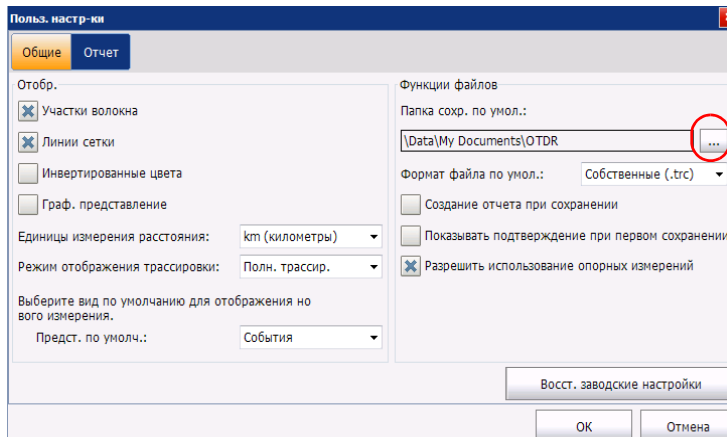 Польз. настр-ки
Общие
Отчет
Отобр.
Участки волокна
Линии сетки
Инвертированные цвета
Граф. представление
Единицы измерения расстояния:
km (километры)
Режим отображения трассировки:
Полн. трассир.
Выберите вид по умолчанию для отображения но
вого измерения.
Предст. по умолч.:
События
Функции файлов
Папка сохр. по умол.:
\Data\My Documents\OTDR
...
Формат файла по умол.:
Собственные (.trc)
Создание отчета при сохранении
Показывать подтверждение при первом сохранении
Разрешить использование опорных измерений
Восст. заводские настройки
OK
Отмена